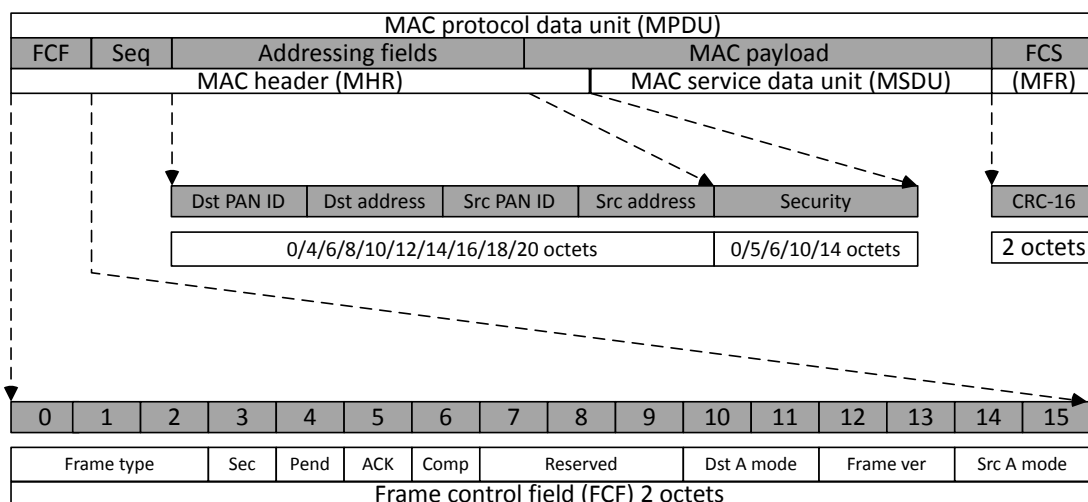 MAC protocol data unit (MPDU)
FCF Seq Addressing fields MAC payload FCS
MAC header (MHR) MAC service data unit (MSDU) (MFR)
Dst PAN ID Dst address Src PAN ID Src address Security CRC-16
0/4/6/8/10/12/14/16/18/20 octets 0/5/6/10/14 octets 2 octets
0 1 2 3 4 5 6 7 8 9 10 11 12 13 14 15
Frame type Sec Pend ACK Comp Reserved Dst A mode Frame ver Src A mode
Frame control field (FCF) 2 octets